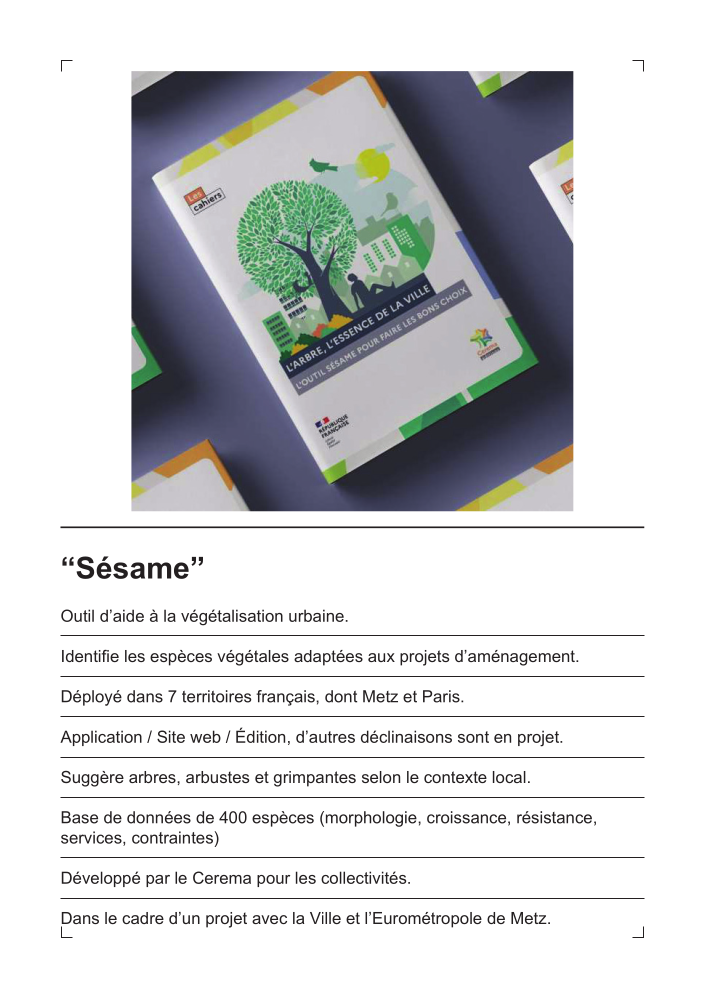 Les
cahiers
L'ARBRE, L'ESSENCE DE LA VILLE
L'OUTIL SÉSAME POUR FAIRE LES BONS CHOIX
Cerema
RÉPUBLIQUE
FRANÇAISE
Les
“Sésame”
Outil d’aide à la végétalisation urbaine.
Identifie les espèces végétales adaptées aux projets d’aménagement.
Déployé dans 7 territoires français, dont Metz et Paris.
Application / Site web / Édition, d’autres déclinaisons sont en projet.
Suggère arbres, arbustes et grimpantes selon le contexte local.
Base de données de 400 espèces (morphologie, croissance, résistance,
services, contraintes)
Développé par le Cerema pour les collectivités.
Dans le cadre d’un projet avec la Ville et l’Eurométropole de Metz.